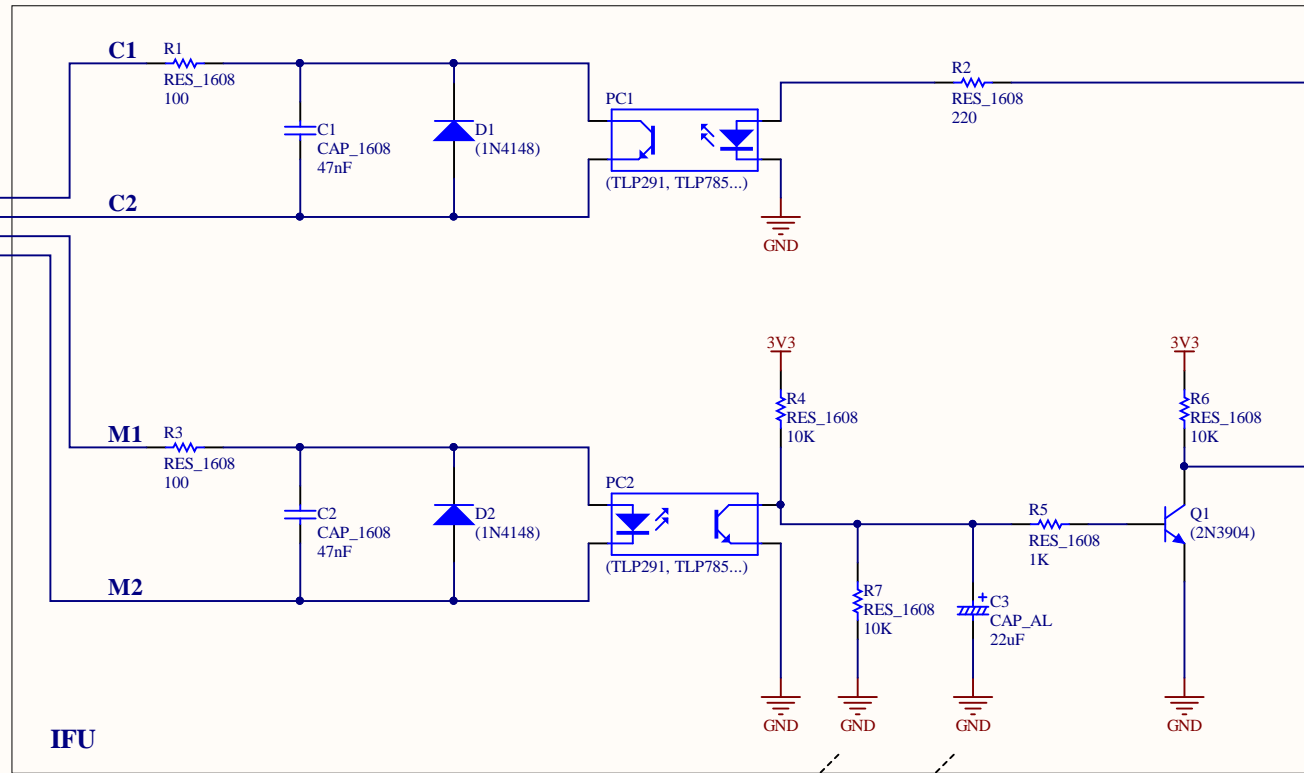 C1
R1
RES_1608
100
C1
CAP_1608
47nF
D1
(1N4148)
PC1
(TLP291, TLP785...)
GND
R2
RES_1608
220
C2
3V3
R4
RES_1608
10K
3V3
R6
RES_1608
10K
M1
R3
RES_1608
100
C2
CAP_1608
47nF
D2
(1N4148)
PC2
(TLP291, TLP785...)
R5
RES_1608
1K
Q1
(2N3904)
M2
R7
RES_1608
10K
+
C3
CAP_AL
22uF
GND
GND
GND
GND
IFU